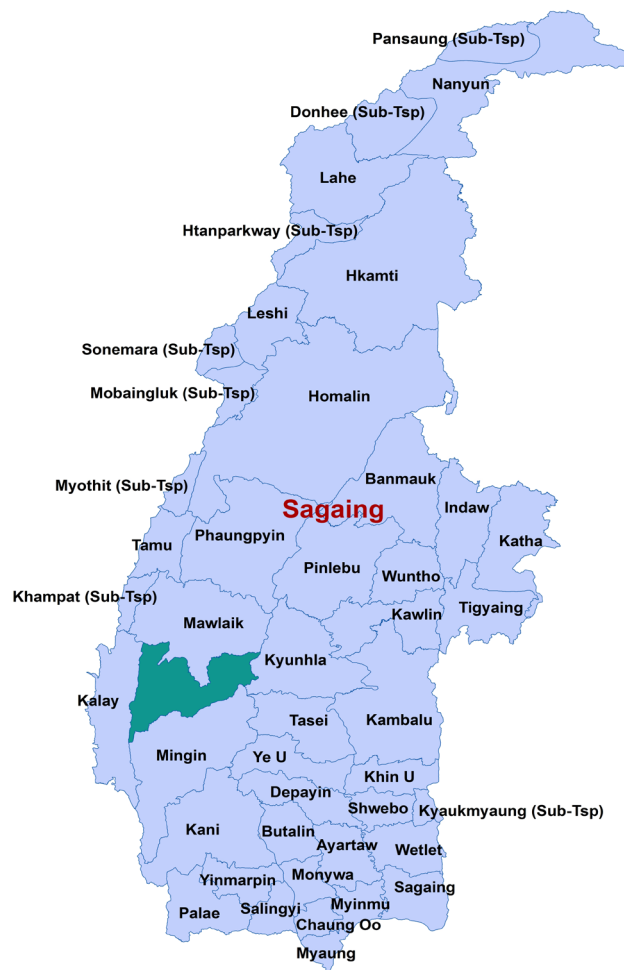 Pansaung (Sub-Tsp)
Nanyun
Donhee (Sub-Tsp)
Lahe
Htanparkway (Sub-Tsp)
Hkamti
Leshi
Sonemara (Sub-Tsp)
Mobaingluk (Sub-Tsp)
Homalin
Banmauk
Myothit (Sub-Tsp)
Sagaing
Indaw
Phaungpyin
Katha
Tamu
Pinlebu
Wuntho
Khampat (Sub-Tsp)
Tigyaing
Kawlin
Mawlaik
Kyunhla
Kalay
Tasei
Kambalu
Mingin
Ye U
Khin U
Depayin
Shwebo
Kyaukmyaung (Sub-Tsp)
Kani
Butalin
Ayartaw
Wetlet
Monywa
Yinmarpin
Sagaing
Myinmu
Palae
Salingyi
Chaung Oo
Myaung